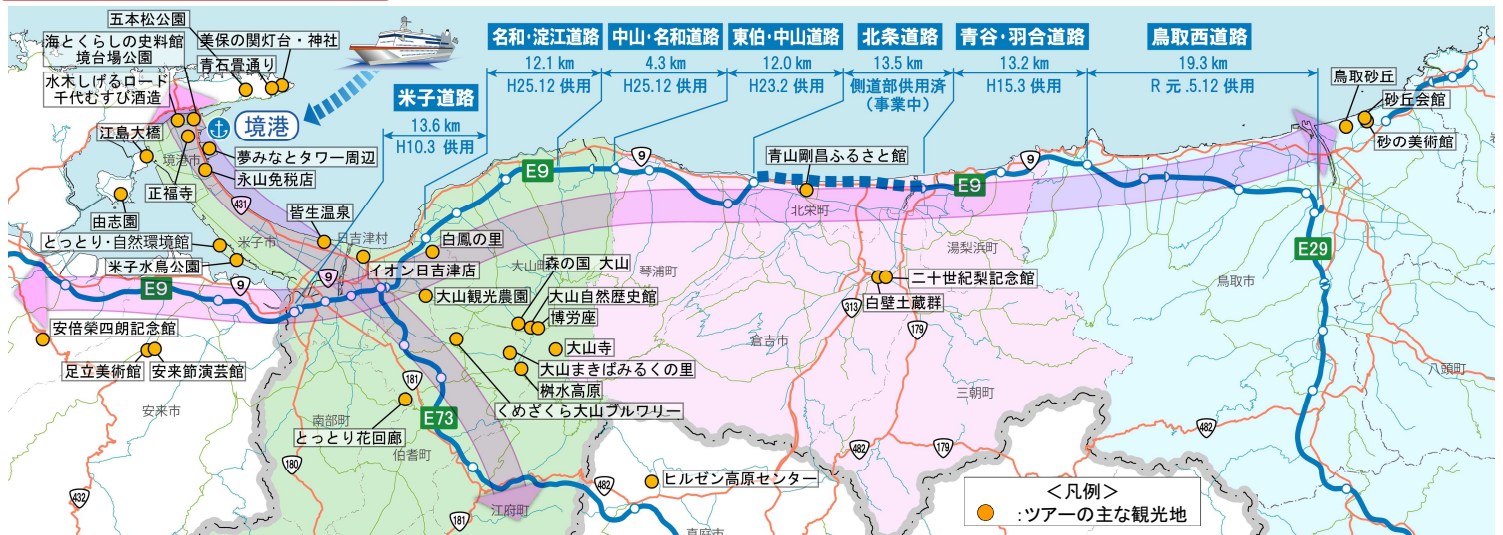 五本松公園
海とくらしの史料館
境台場公園
美保の関灯台・神社
青石畳通り
水木しげるロード
千代むすび酒造
江島大橋
境港市
正福寺
境港
夢みなとタワー周辺
永山免税店
由志園
431
皆生温泉
日吉津村
とっとり・自然環境館
米子市
米子水鳥公園
名和・淀江道路
12.1 km
H25.12 供用
中山・名和道路
4.3 km
H25.12 供用
東伯・中山道路
12.0 km
H23.2 供用
北条道路
13.5 km
側道部供用済
(事業中)
青谷・羽合道路
13.2 km
H15.3 供用
鳥取西道路
19.3 km
R 元.5.12 供用
米子道路
13.6 km
H10.3 供用
鳥取砂丘
砂丘会館
砂の美術館
E9
9
青山剛昌ふるさと館
北栄町
E9
9
白鳳の里
イオン日吉津店
大山町
森の国 大山
大山観光農園
大山自然歴史館
博労座
大山寺
大山まきばみるくの里
桝水高原
くめざくら大山ブルワリー
琴浦町
湯梨浜町
二十世紀梨記念館
白壁土蔵群
313
179
倉吉市
三朝町
鳥取市
E29
八頭町
E9
9
9
安倍榮四朗記念館
足立美術館
安来節演芸館
安来市
181
E73
とっとり花回廊
南部町
伯耆町
180
432
181
江府町
482
ヒルゼン高原センター
真庭市
482
179
482
<凡例>
:ツアーの主な観光地